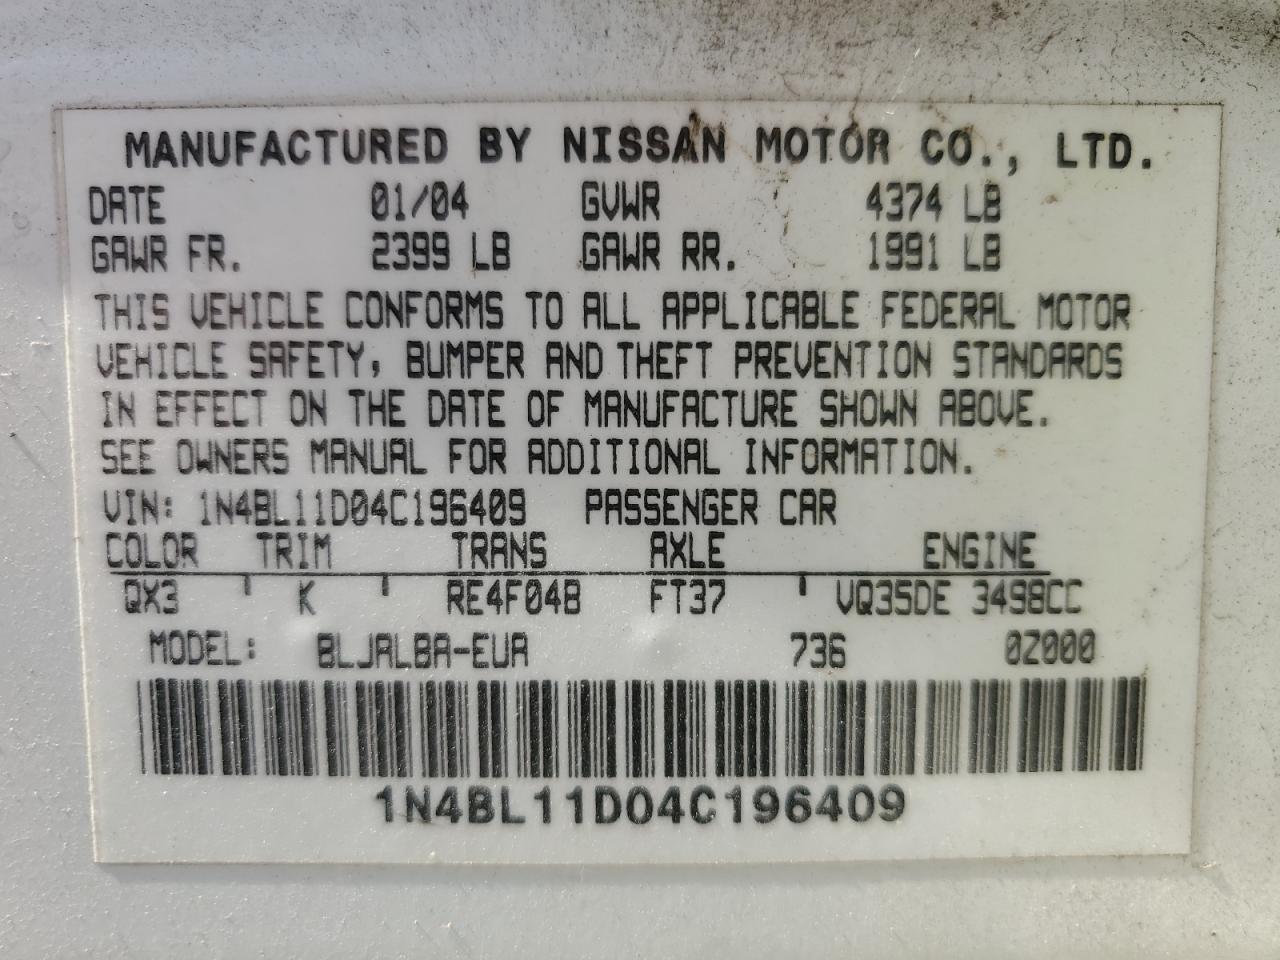 MANUFACTURED BY NISSAN MOTOR CO., LTD.
DATE 01/04 GVWR 4374 LB
GAWR FR. 2399 LB GAWR RR. 1991 LB
THIS VEHICLE CONFORMS TO ALL APPLICABLE FEDERAL MOTOR
VEHICLE SAFETY, BUMPER AND THEFT PREVENTION STANDARDS
IN EFFECT ON THE DATE OF MANUFACTURE SHOWN ABOVE.
SEE OWNERS MANUAL FOR ADDITIONAL INFORMATION.
VIN: 1N4BL11D04C196409 PASSENGER CAR
COLOR TRIM TRANS AXLE ENGINE
QX3 K RE4F04B FT37 VQ35DE 3498CC
MODEL: BLJALBA-EUA 736 0Z000
1N4BL11D04C196409